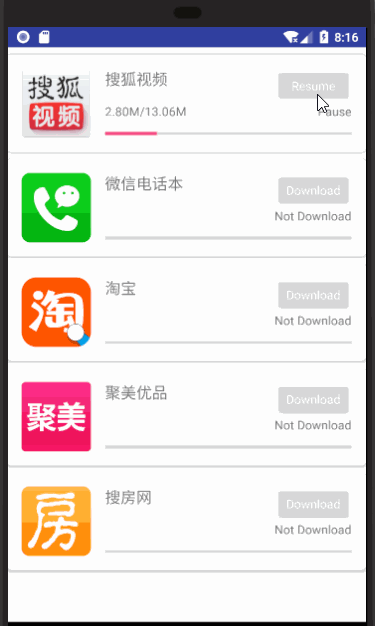 8:16
搜狐视频
搜狐视频
Resume
2.80M/13.06M
Pause
微信电话本
Download
Not Download
淘
淘宝
Download
Not Download
聚美
聚美优品
Download
Not Download
房
搜房网
Download
Not Download